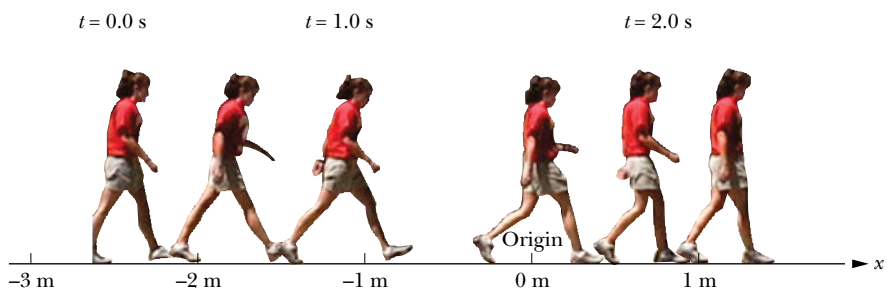 t = 0.0 s
t = 1.0 s
t = 2.0 s
Origin
–3 m
–2 m
–1 m
0 m
1 m
x